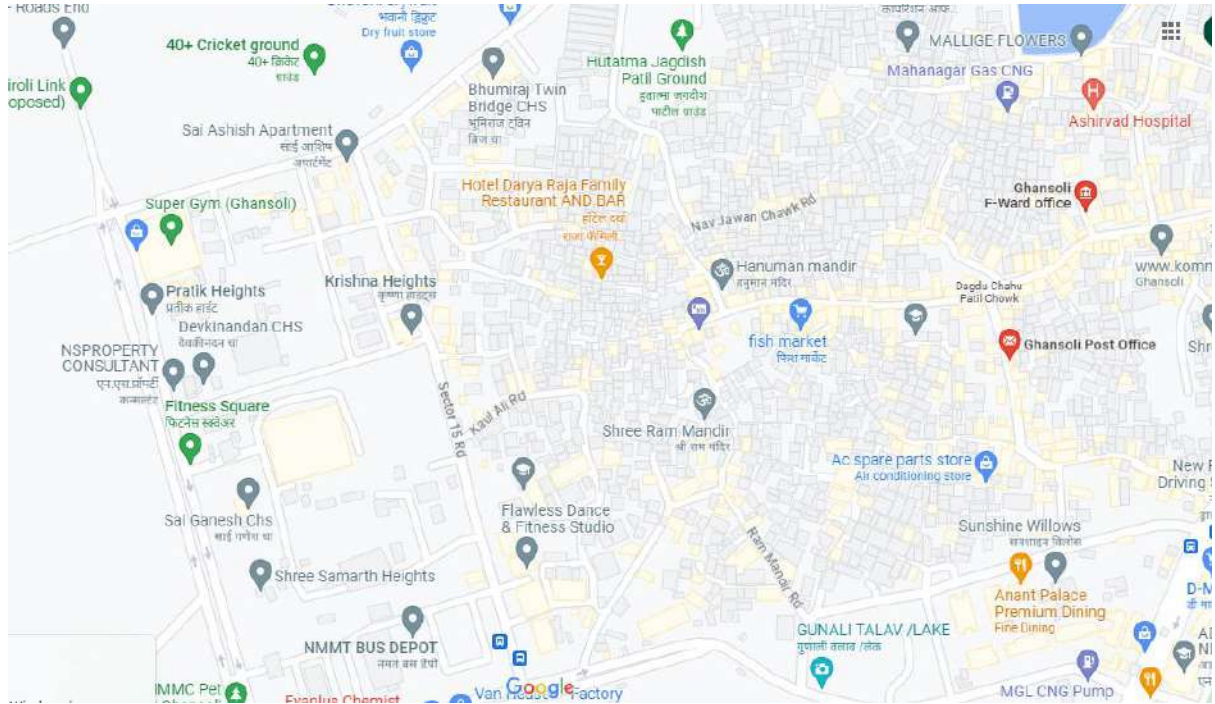 Roads End
40+ Cricket ground
40+ क्रिकेट
ग्राउंड
Dry fruit store
Hutatma Jagdish
Patil Ground
हुतात्मा जगदीश
पाटील ग्राउंड
MALLIGE FLOWERS
Mahanagar Gas CNG
Ashirvad Hospital
iroli Link
oposed)
Bhumiraj Twin
Bridge CHS
भूमिराज ट्विन
Sai Ashish Apartment
साई आशिष
अपार्टमेंट
Super Gym (Ghansoli)
Hotel Darya Raja Family
Restaurant AND BAR
Nav Jawan Chawk Rd
Ghansoli
F-Ward office
Hanuman mandir
हनुमान मंदिर
www.komn
Ghansoli
Krishna Heights
कृष्णा हाइट्स
Pratik Heights
प्रतीक हाईट
Devkinandan CHS
देवकीनंदन चा
Dagdu Chahu
Patil Chowk
fish market
फिश मार्केट
Ghansoli Post Office
Shr
NSPROPERTY
CONSULTANT
Fitness Square
फिटनेस स्क्वेअर
Sector 15 Rd
Kaul Ali Rd
Shree Ram Mandir
श्री राम मंदिर
Ac spare parts store
Air conditioning store
New
Driving
Sai Ganesh Chs
साई गणेश चा
Flawless Dance
& Fitness Studio
Ram Mandir Rd
Sunshine Willows
सनशाइन विलोस
Shree Samarth Heights
Anant Palace
Premium Dining
Fine Dining
D-M
NMMT BUS DEPOT
GUNALI TALAV /LAKE
गुणाली तलाव /लेक
MGL CNG Pump
IMMC Pet
Google
Factory